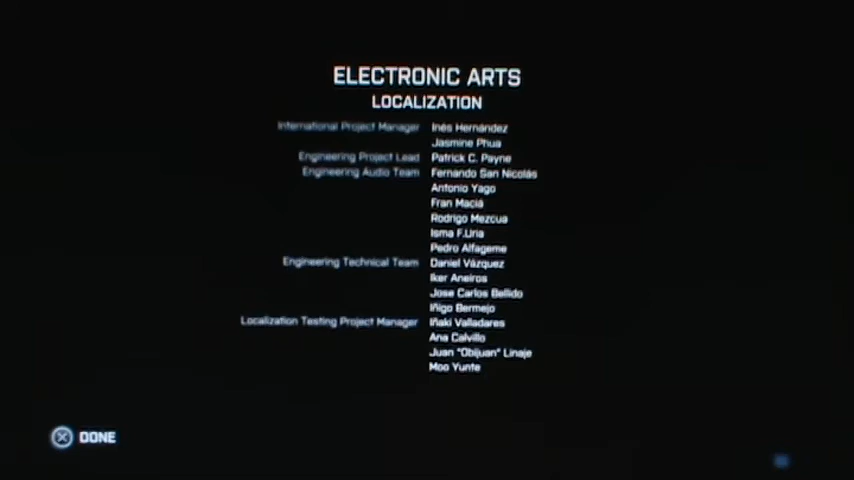 ELECTRONIC ARTS
LOCALIZATION
International Project Manager Inés Hernández
Jasmine Phua
Engineering Project Lead Patrick C. Payne
Engineering Audio Team Fernando San Nicolás
Antonio Yago
Fran Maciá
Rodrigo Mezcua
Isma F.Uria
Pedro Alfageme
Engineering Technical Team Daniel Vázquez
Iker Aneiros
Jose Carlos Bellido
Iñigo Bermejo
Localization Testing Project Manager Iñaki Valladares
Ana Calvillo
Juan "Obijuan" Linaje
Moo Yunte
DONE